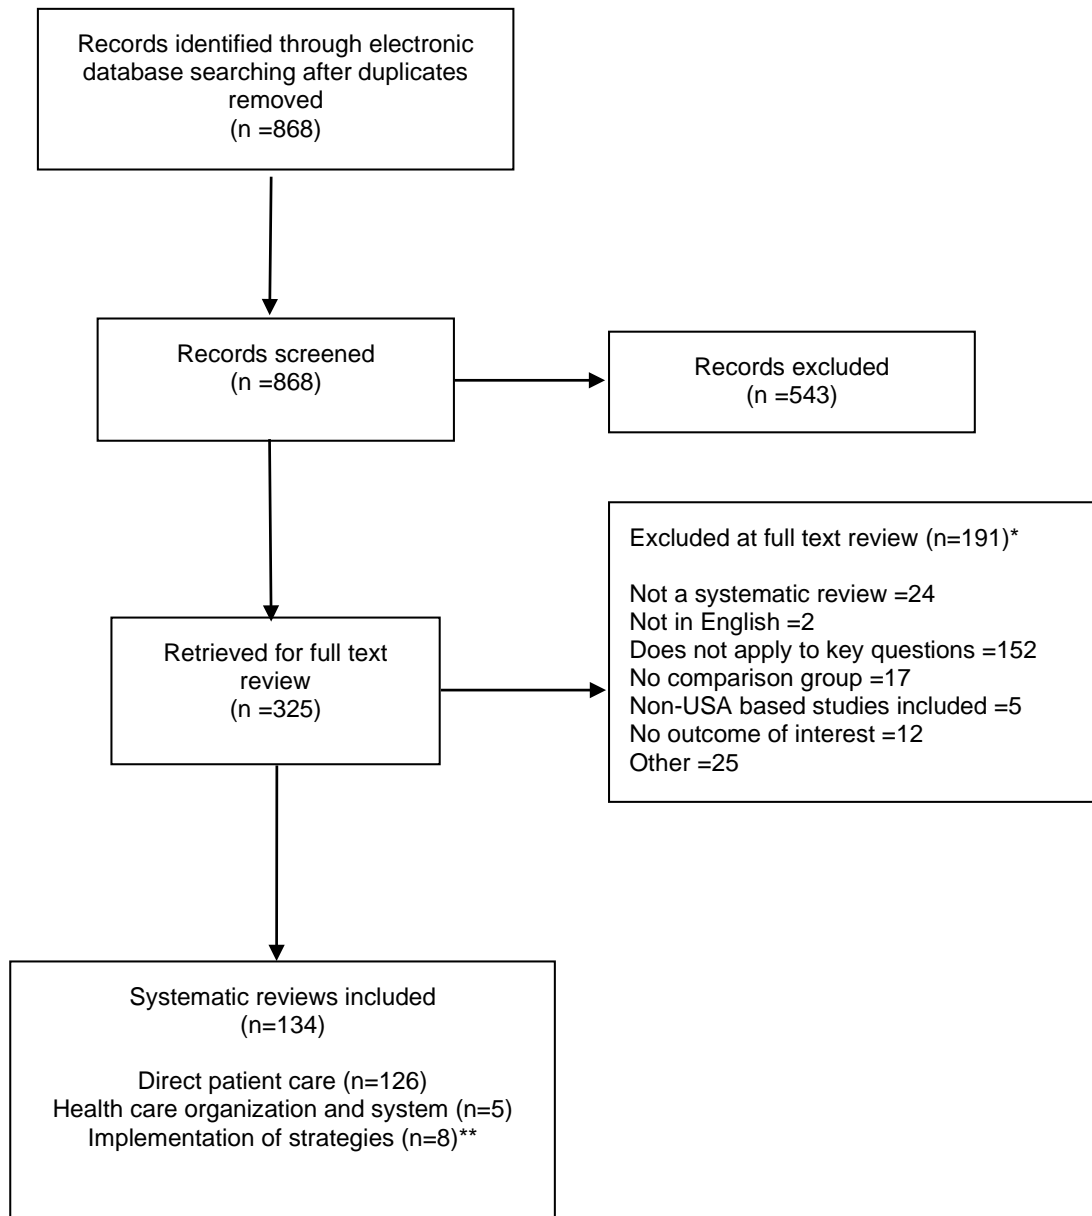 Records identified through electronic
database searching after duplicates
removed
(n =868)
Records screened
(n =868)
Records excluded
(n =543)
Retrieved for full text
review
(n =325)
Excluded at full text review (n=191)*
Not a systematic review =24
Not in English =2
Does not apply to key questions =152
No comparison group =17
Non-USA based studies included =5
No outcome of interest =12
Other =25
Systematic reviews included
(n=134)
Direct patient care (n=126)
Health care organization and system (n=5)
Implementation of strategies (n=8)**